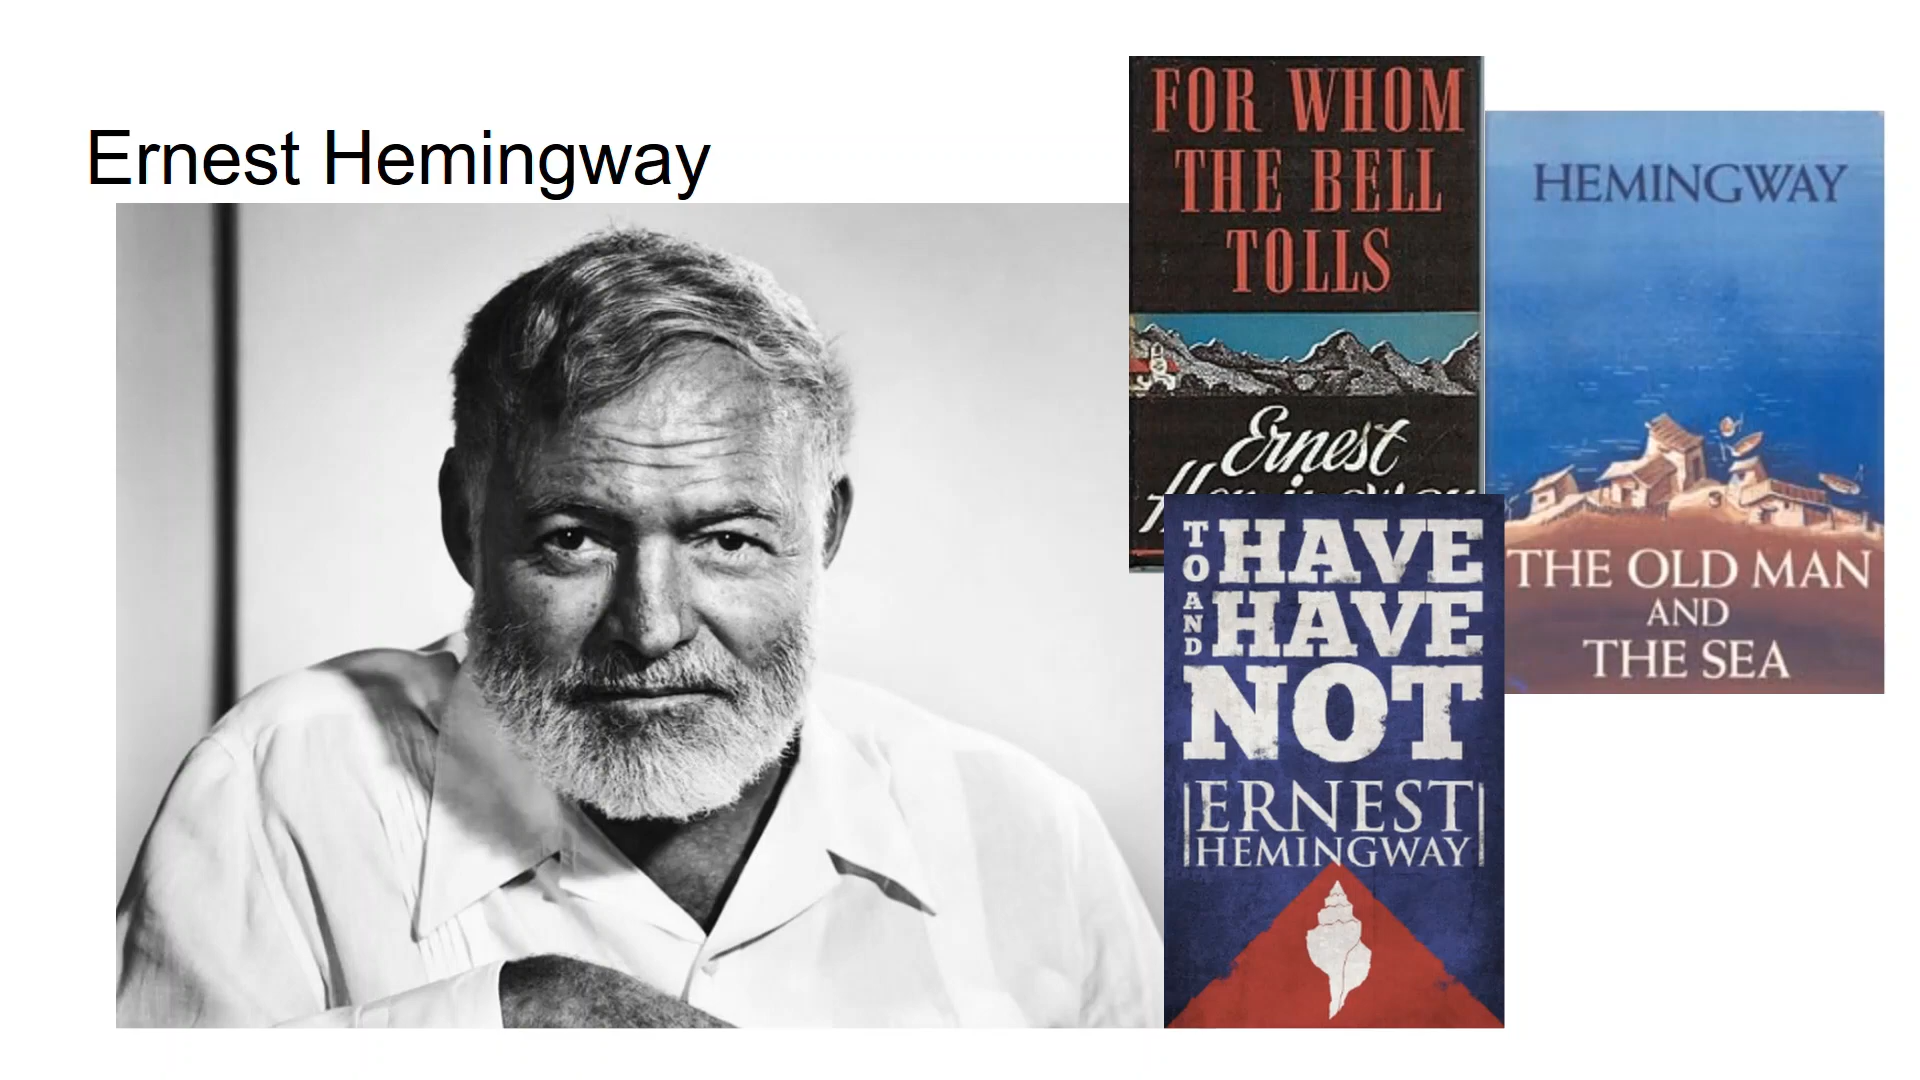 Ernest Hemingway
FOR WHOM
THE BELL
TOLLS
Ernest
Hemingway
HEMINGWAY
THE OLD MAN
AND
THE SEA
TO HAVE
AND HAVE
NOT
ERNEST
HEMINGWAY